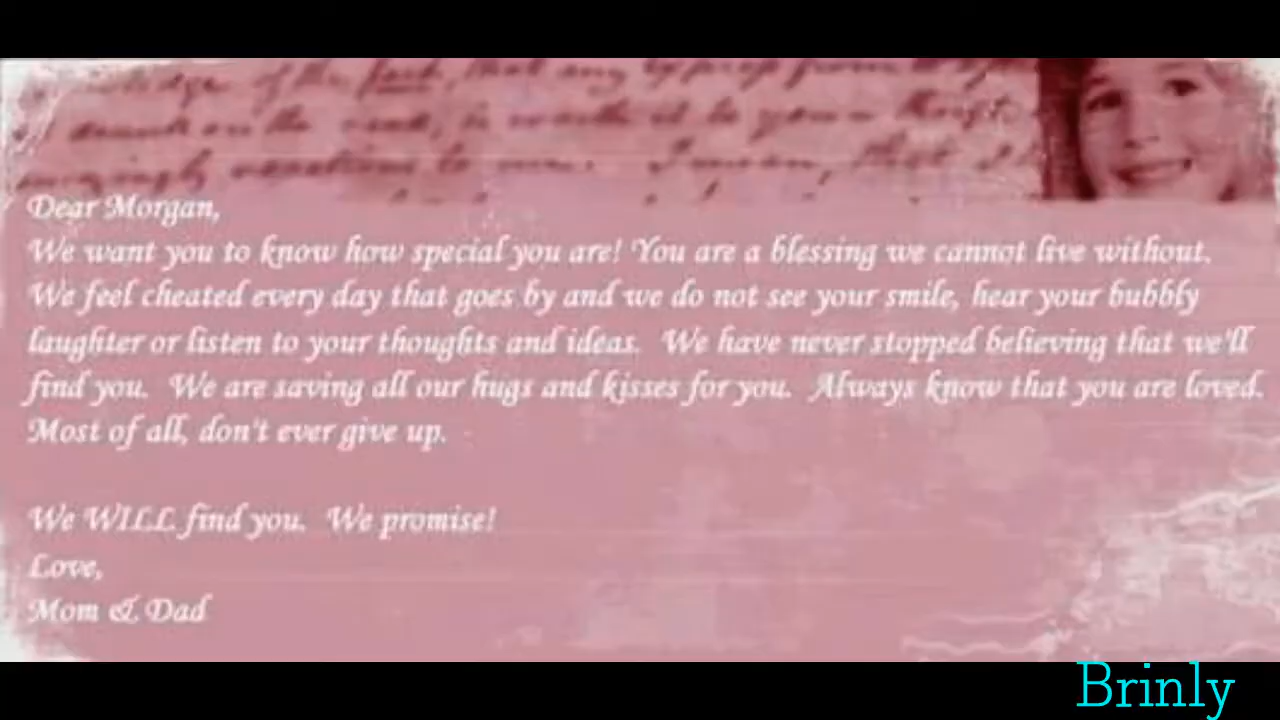 Dear Morgan,
We want you to know how special you are! You are a blessing we cannot live without.
We feel cheated every day that goes by and we do not see your smile, hear your bubbly
laughter or listen to your thoughts and ideas. We have never stopped believing that we'll
find you. We are saving all our hugs and kisses for you. Always know that you are loved.
Most of all, don't ever give up.
We WILL find you. We promise!
Love,
Mom & Dad
Brinly